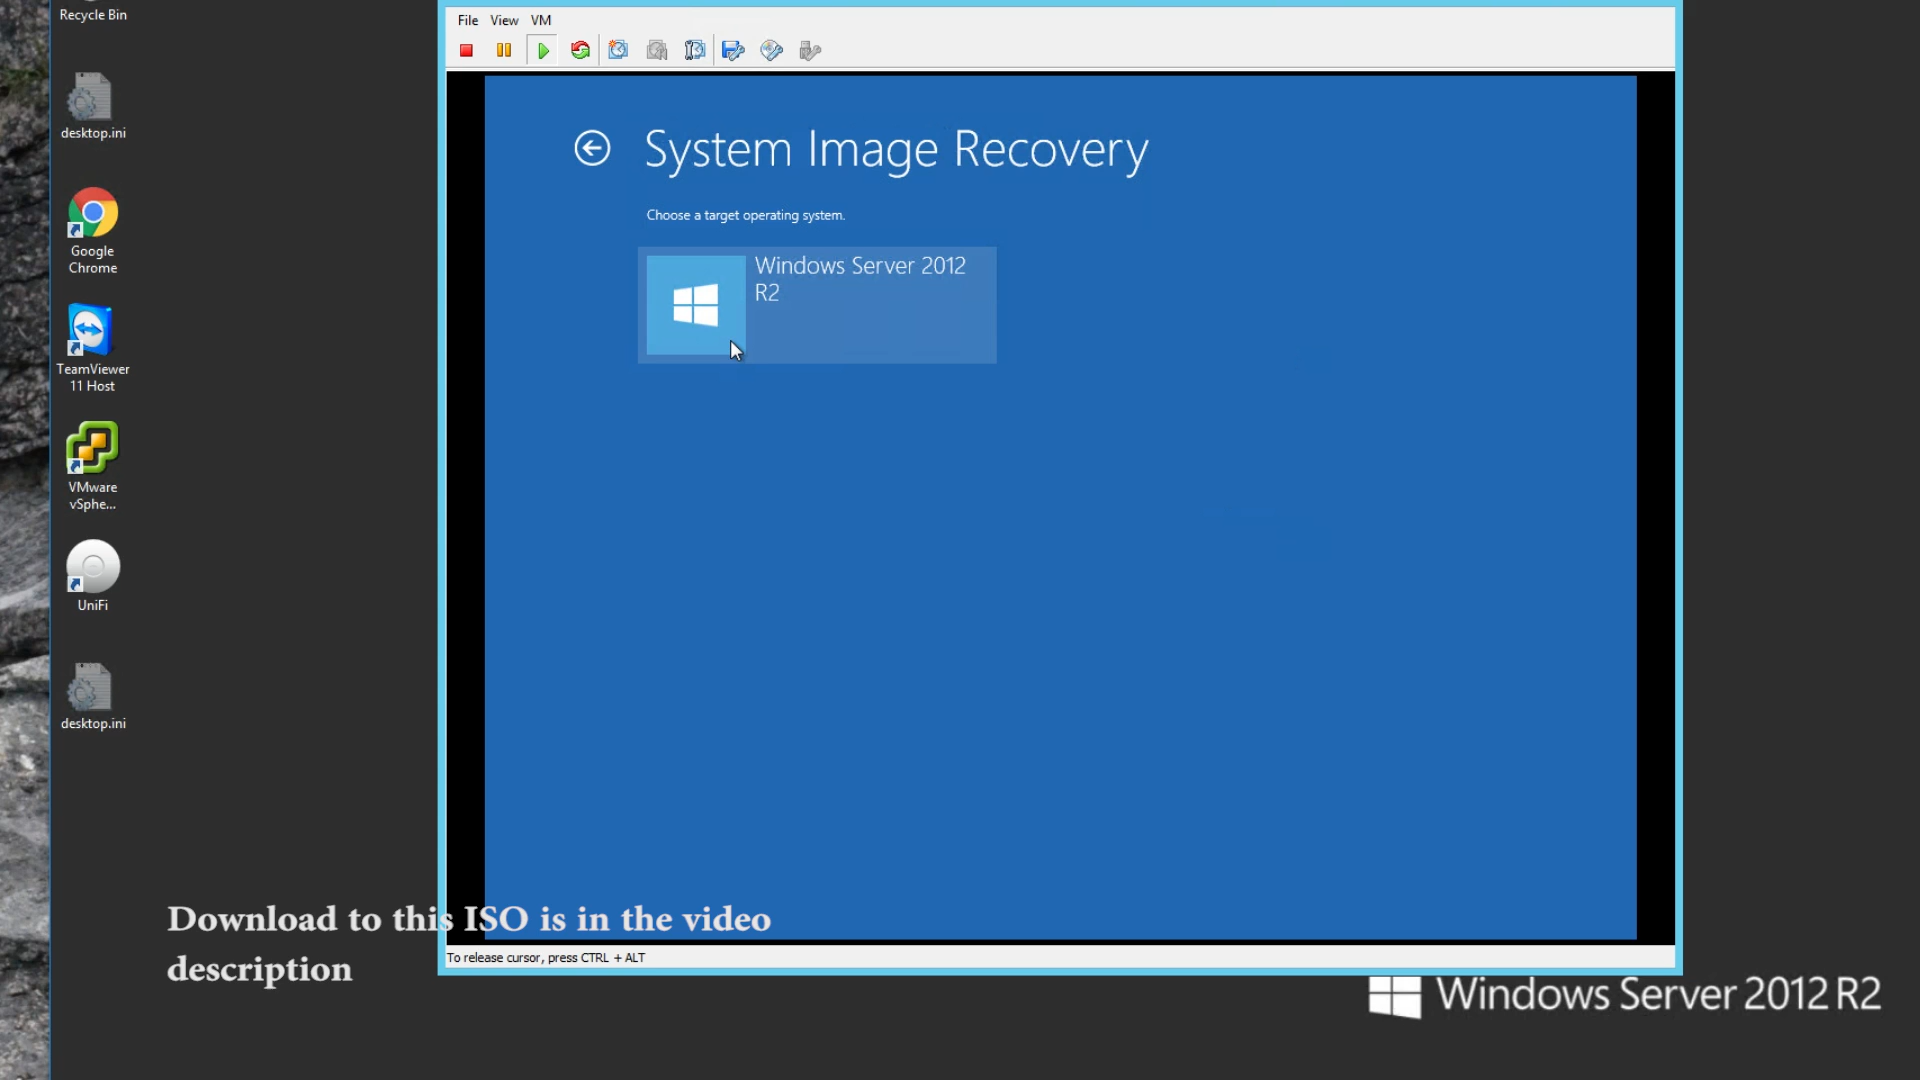 Recycle Bin
desktop.ini
Google
Chrome
TeamViewer
11 Host
VMware
vSphe...
UniFi
desktop.ini
File View VM
System Image Recovery
Choose a target operating system.
Windows Server 2012
R2
Download to this ISO is in the video
description
To release cursor, press CTRL + ALT
Windows Server 2012 R2